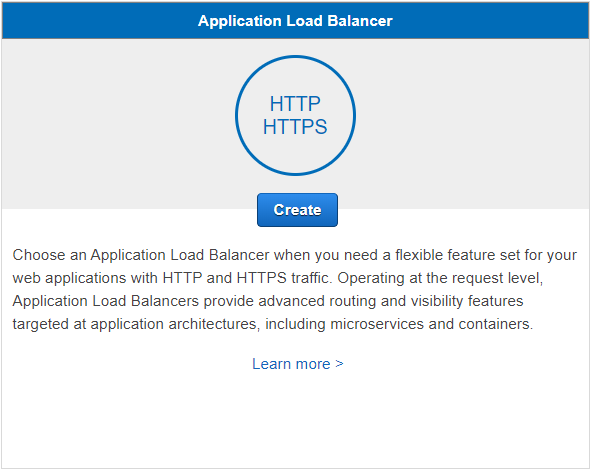 Application Load Balancer
HTTP
HTTPS
Create
Choose an Application Load Balancer when you need a flexible feature set for your
web applications with HTTP and HTTPS traffic. Operating at the request level,
Application Load Balancers provide advanced routing and visibility features
targeted at application architectures, including microservices and containers.
Learn more >